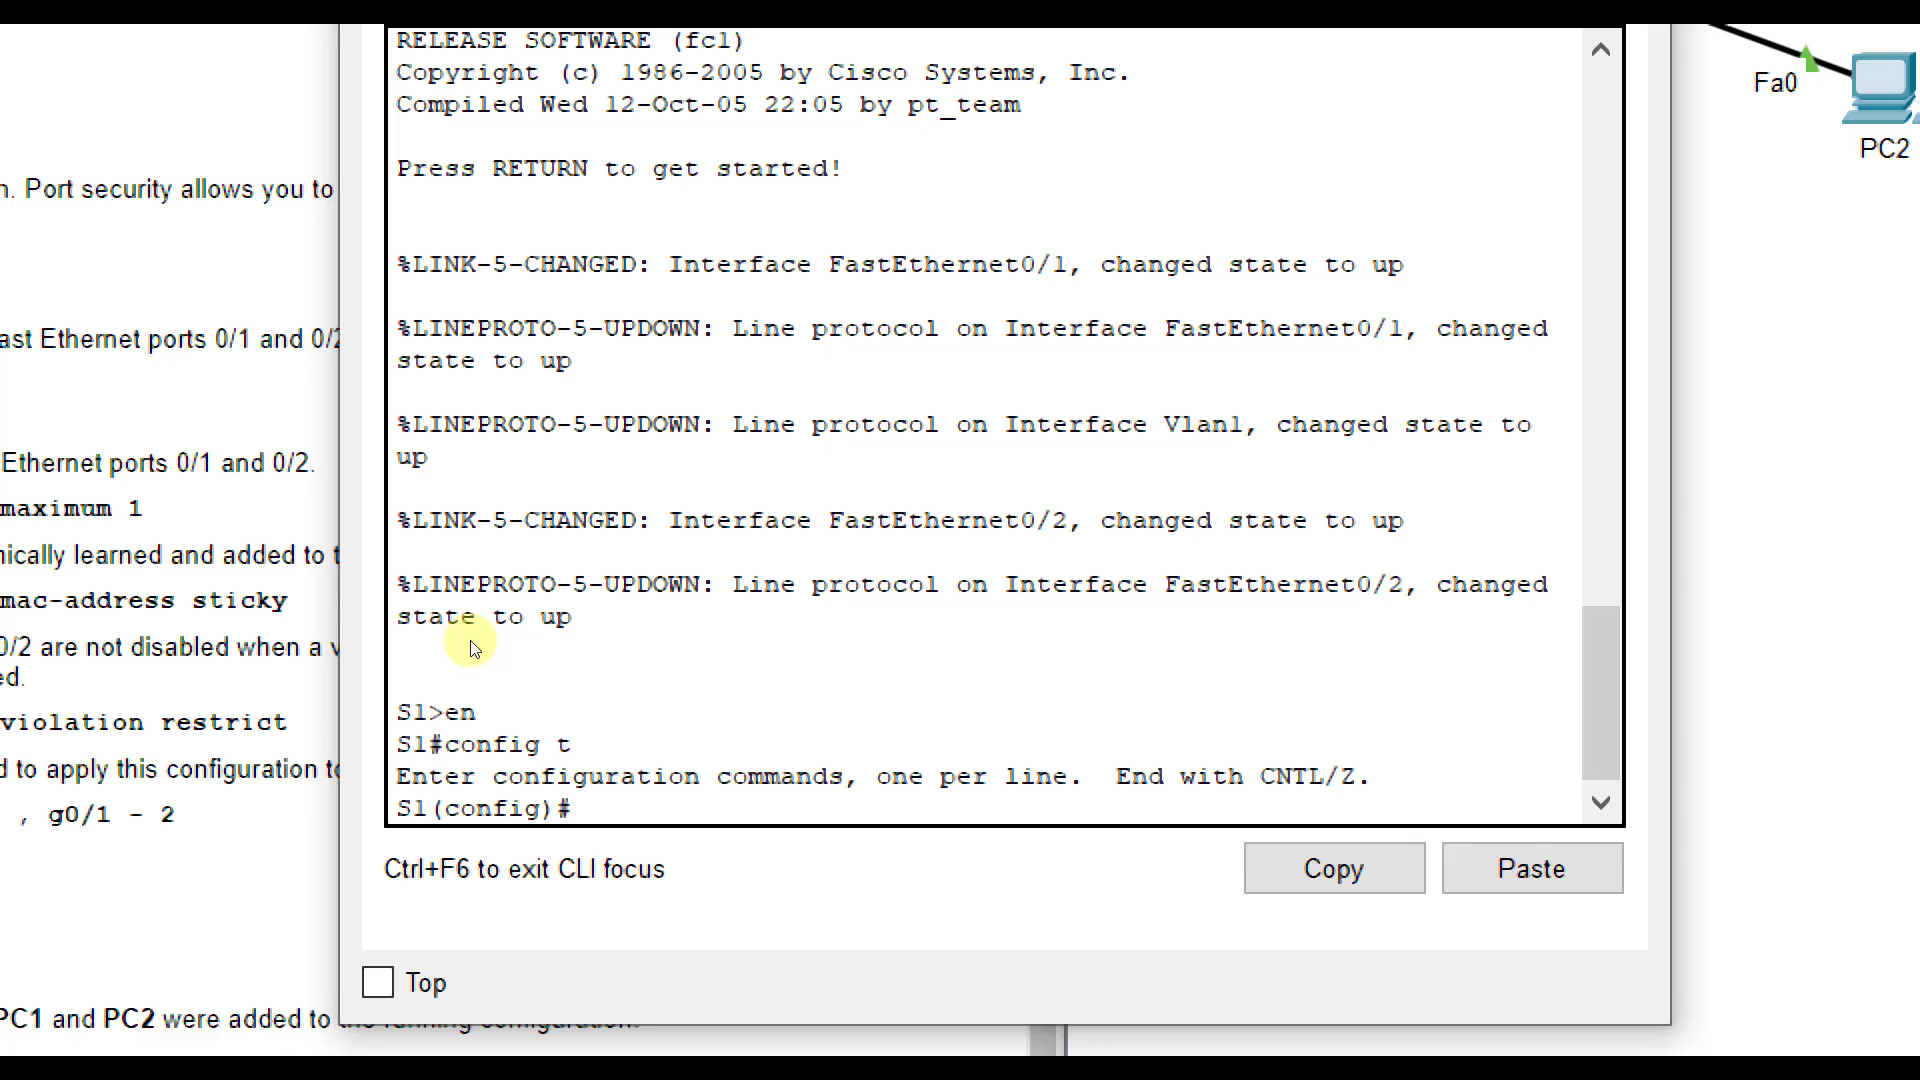 RELEASE SOFTWARE (fc1)
Copyright (c) 1986-2005 by Cisco Systems, Inc.
Compiled Wed 12-Oct-05 22:05 by pt_team
Fa0
PC2
Press RETURN to get started!
n. Port security allows you to
%LINK-5-CHANGED: Interface FastEthernet0/1, changed state to up
%LINEPROTO-5-UPDOWN: Line protocol on Interface FastEthernet0/1, changed
state to up
ast Ethernet ports 0/1 and 0/2
%LINEPROTO-5-UPDOWN: Line protocol on Interface Vlan1, changed state to
up
Ethernet ports 0/1 and 0/2.
maximum 1
%LINK-5-CHANGED: Interface FastEthernet0/2, changed state to up
nically learned and added to t
%LINEPROTO-5-UPDOWN: Line protocol on Interface FastEthernet0/2, changed
state to up
mac-address sticky
0/2 are not disabled when a v
ed.
violation restrict
S1>en
S1#config t
Enter configuration commands, one per line. End with CNTL/Z.
S1(config)#
d to apply this configuration to
, g0/1 - 2
Ctrl+F6 to exit CLI focus
Copy
Paste
Top
PC1 and PC2 were added to the running configuration.